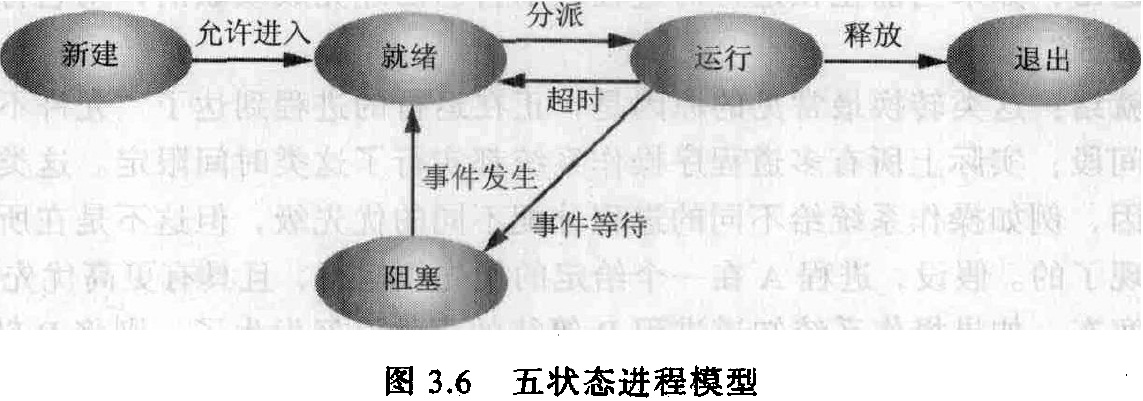 新建
允许进入
就绪
分派
运行
释放
退出
超时
事件发生
事件等待
阻塞
图 3.6 五状态进程模型